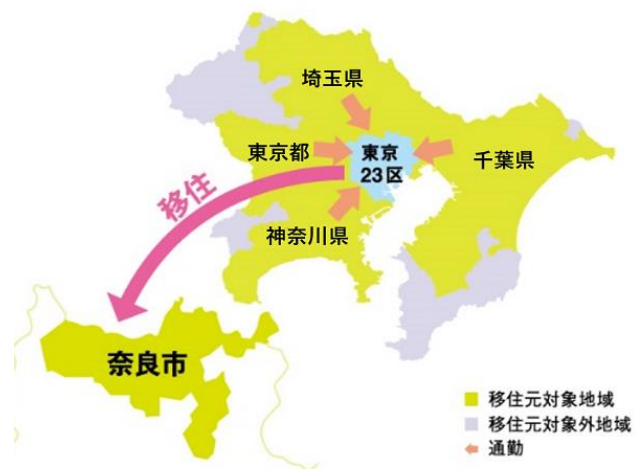 埼玉県
東京都
東京
23区
千葉県
移住
神奈川県
奈良市
移住元対象地域
移住元対象外地域
通勤